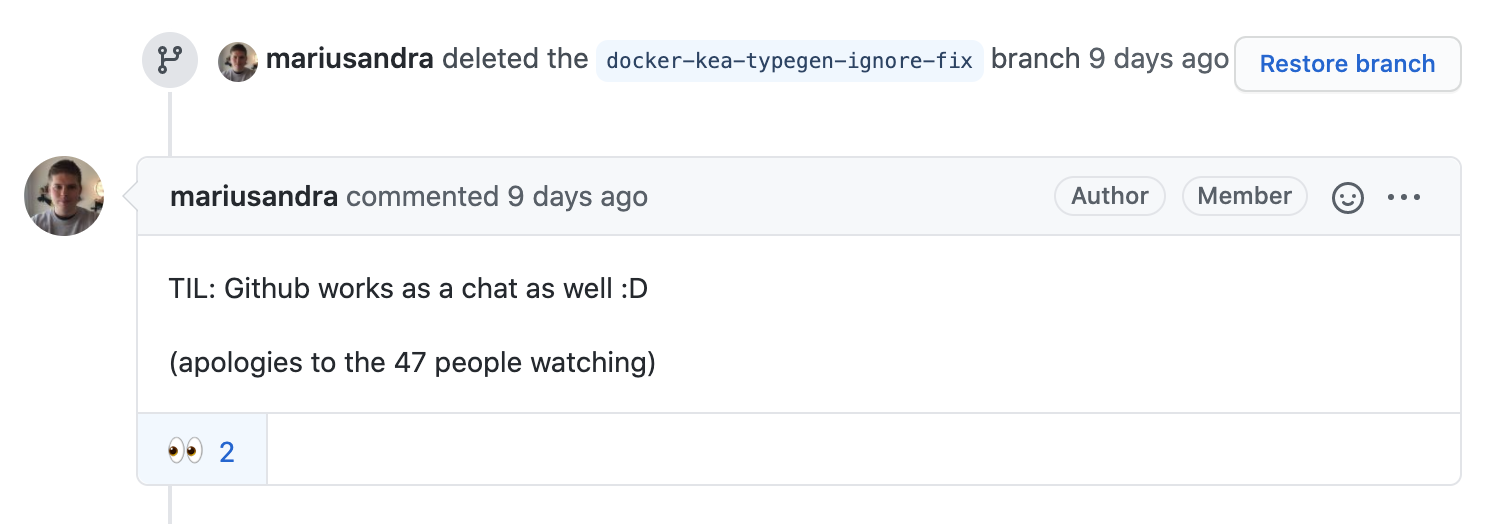 mariusandra deleted the docker-kea-typegen-ignore-fix branch 9 days ago Restore branch
mariusandra commented 9 days ago Author Member
TIL: Github works as a chat as well :D
(apologies to the 47 people watching)
👀 2